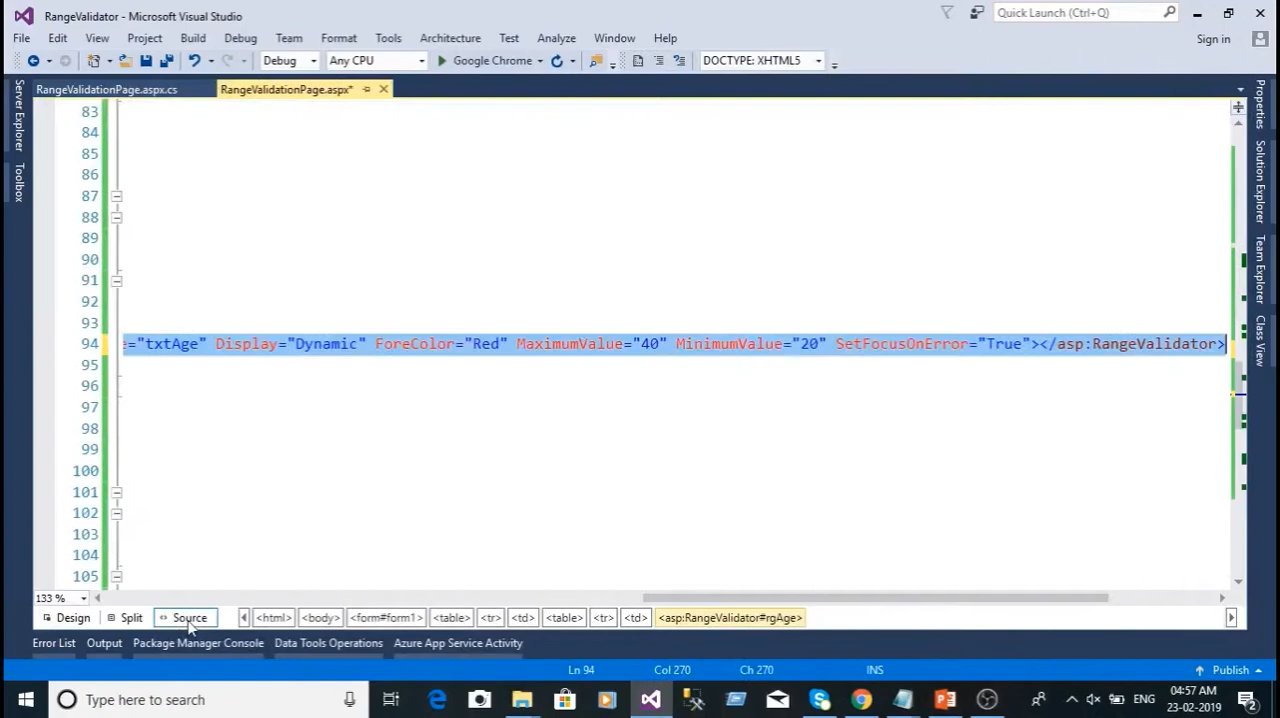 RangeValidator - Microsoft Visual Studio
Quick Launch (Ctrl+Q)
File Edit View Project Build Debug Team Format Tools Architecture Test Analyze Window Help
Sign in
Debug Any CPU Google Chrome DOCTYPE: XHTML5
RangeValidationPage.aspx.cs RangeValidationPage.aspx*
Server Explorer
Toolbox
Properties
Solution Explorer
Team Explorer
Class View
83
84
85
86
87
88
89
90
91
92
93
94 e="txtAge" Display="Dynamic" ForeColor="Red" MaximumValue="40" MinimumValue="20" SetFocusOnError="True"></asp:RangeValidator>
95
96
97
98
99
100
101
102
103
104
105
133 %
Design Split Source <html> <body> <form#form1> <table> <tr> <td> <table> <tr> <td> <asp:RangeValidator#rgAge>
Error List Output Package Manager Console Data Tools Operations Azure App Service Activity
Ln 94 Col 270 Ch 270 INS Publish
Type here to search
ENG
04:57 AM
23-02-2019
2